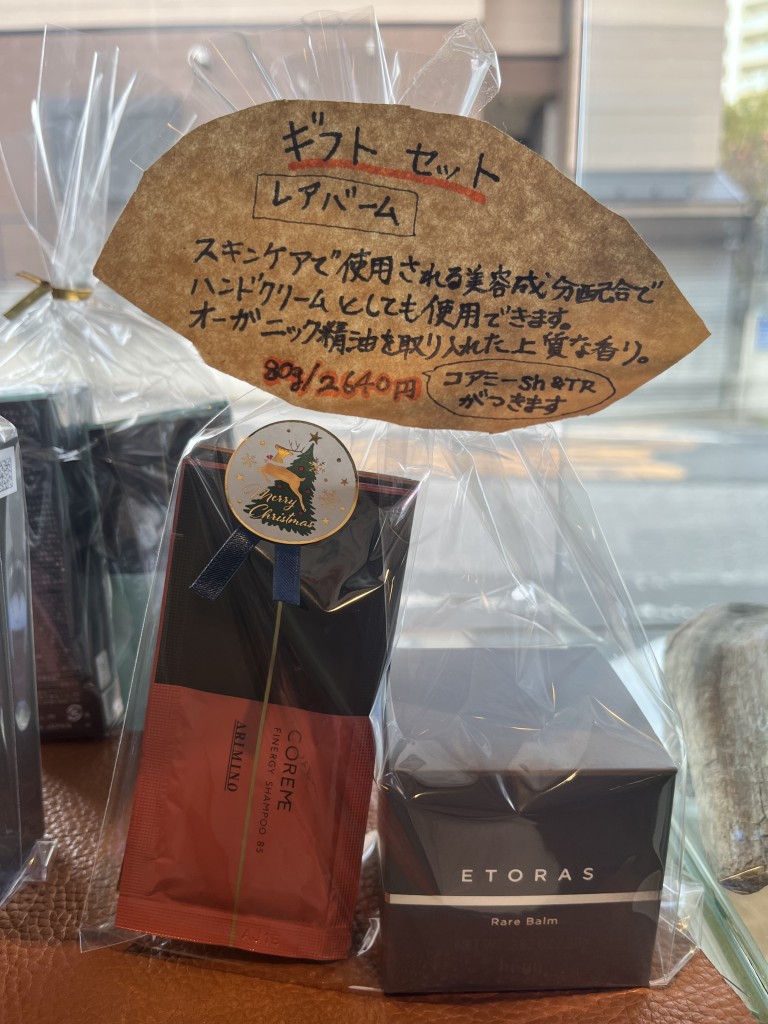 ギフト セット
レアバーム
スキンケアで使用される美容成分配合で
ハンドクリームとしても使用できます。
オーガニック精油を取り入れた上質な香り。
80g/2640円
コアミーSh&TR
がつきます
Merry
Christmas
COREME
FINERGY SHAMPOO BS
ARIMINO
ETORAS
Rare Balm